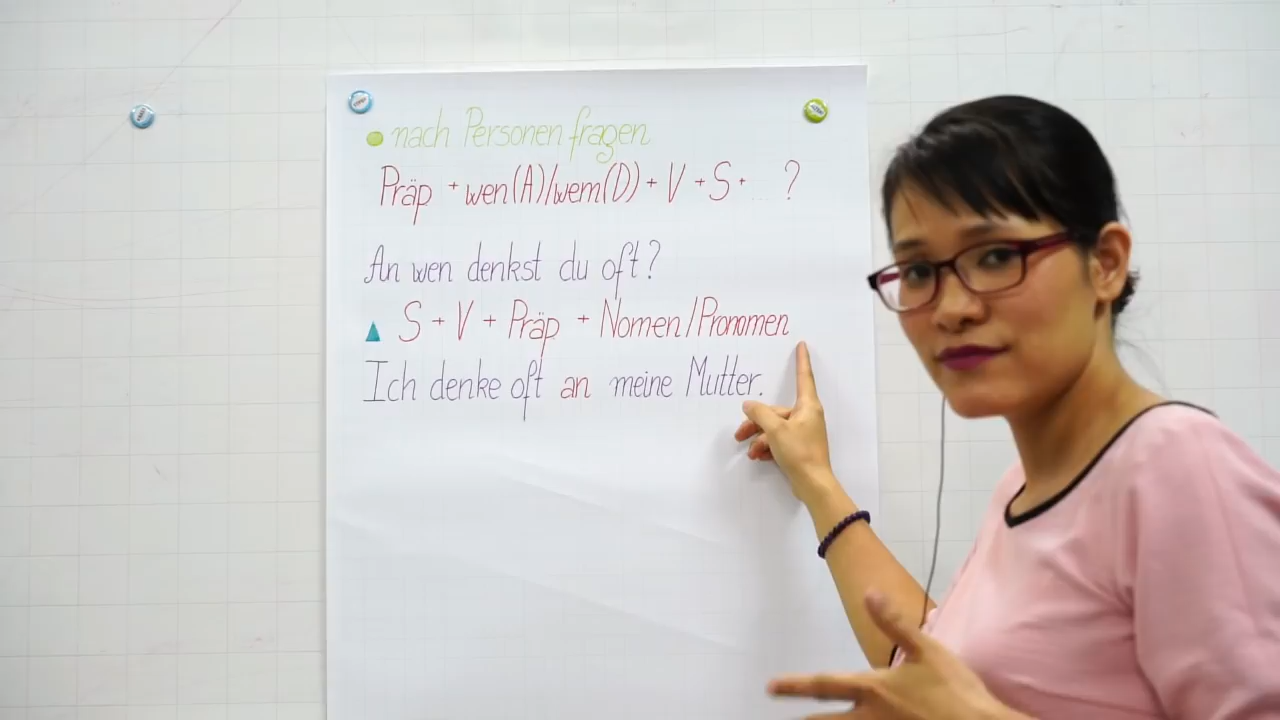 nach Personen fragen
Präp + wen(A)/wem(D) + V + S + ... ?
An wen denkst du oft?
S + V + Präp + Nomen/Pronomen
Ich denke oft an meine Mutter.